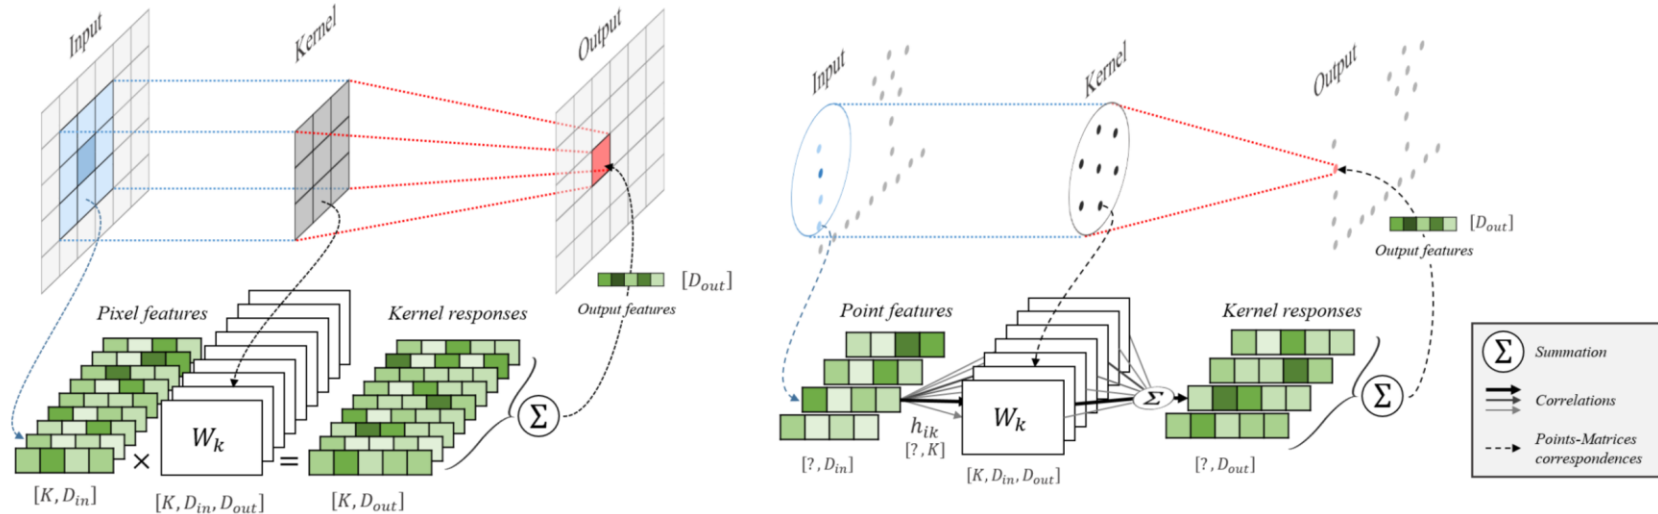 Input
Kernel
Output
[D_out]
Output features
Pixel features
Kernel responses
W_k
×
=
Σ
[K, D_in]
[K, D_in, D_out]
[K, D_out]
Input
Kernel
Output
[D_out]
Output features
Point features
Kernel responses
h_ik
[?, K]
W_k
Σ
Σ
[?, D_in]
[K, D_in, D_out]
[?, D_out]
Σ Summation
Correlations
Points-Matrices
correspondences